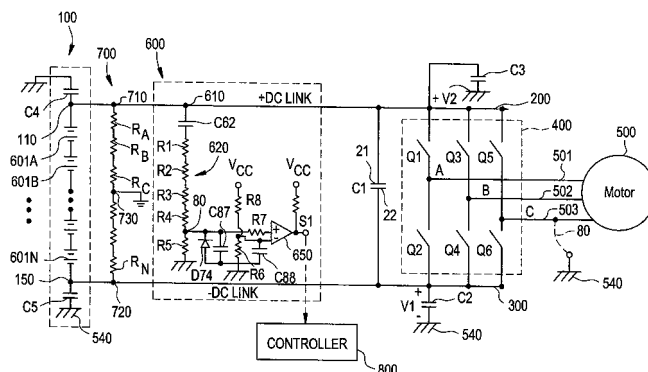 100
700
600
C4
710
610
+DC LINK
C3
+ V2
200
400
500
110
RA
C62
601A
RB
R1
620
601B
R2
VCC
VCC
Q1
Q3
Q5
501
RC
R3
R8
21
C1
22
A
B
502
Motor
730
R4
80
C87
R7
S1
C
503
R5
+
-
650
Q2
Q4
Q6
80
601N
RN
D74
R6
C88
150
-DC LINK
C5
720
540
+
V1
-
C2
300
540
540
CONTROLLER
800